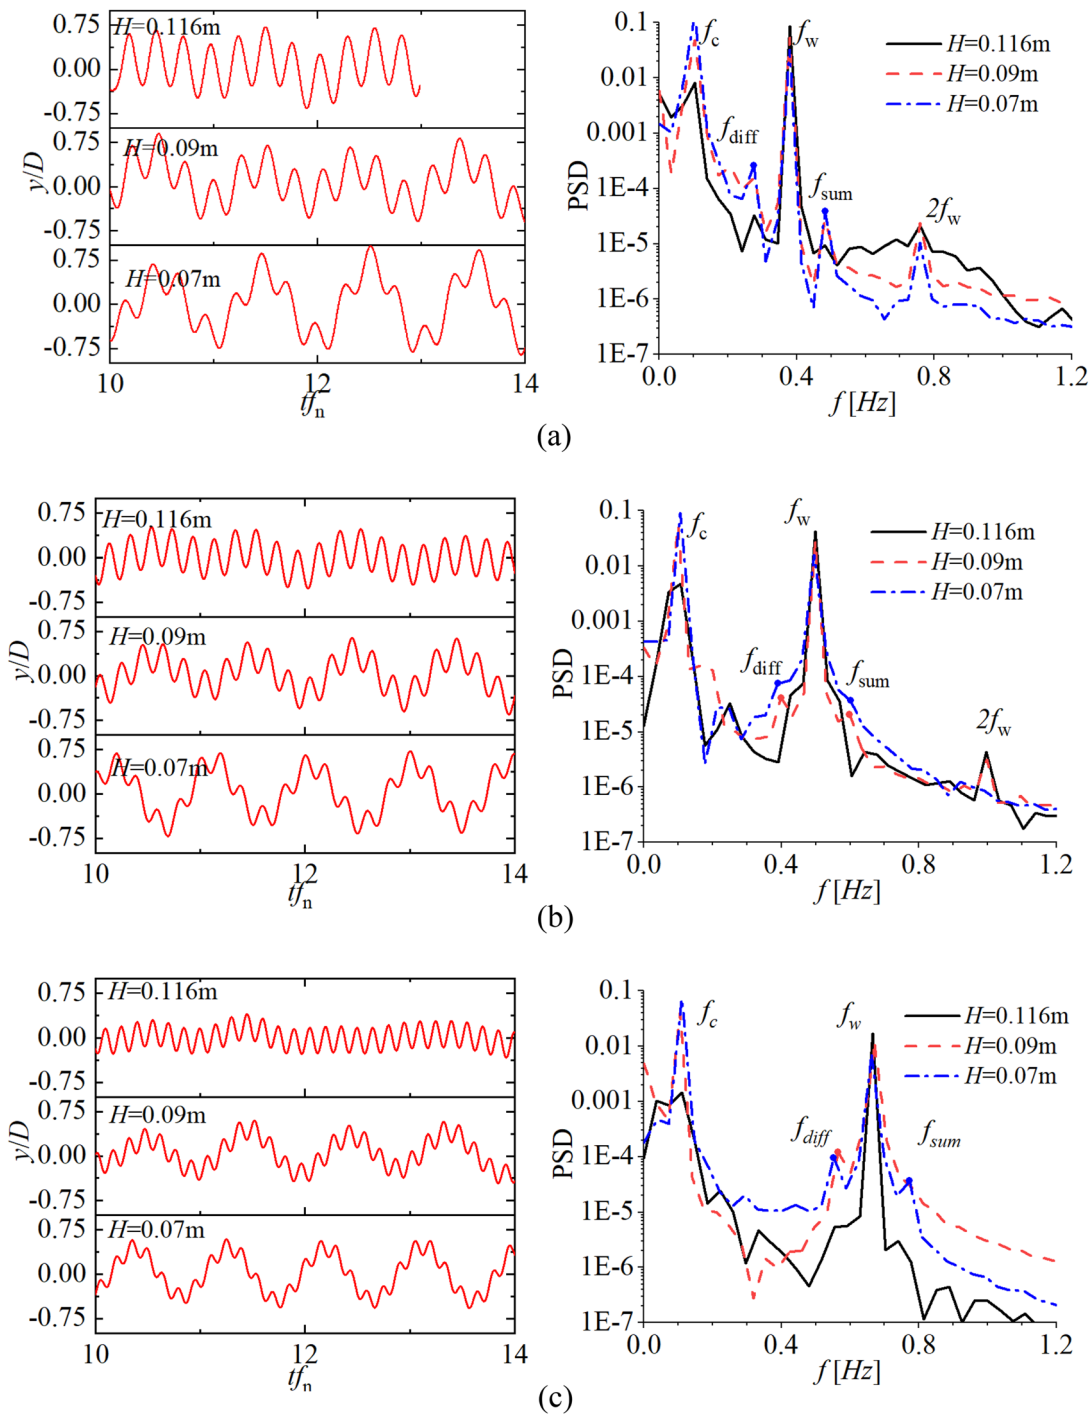 0.75
H=0.116m
0.00
-0.75
0.75
H=0.09m
0.00
-0.75
0.75
H=0.07m
0.00
-0.75
y/D
10 12 14
tfn
0.1
0.01
0.001
1E-4
1E-5
1E-6
1E-7
PSD
fc
fw
fdiff
fsum
2fw
H=0.116m
H=0.09m
H=0.07m
0.0 0.4 0.8 1.2
f [Hz]
(a)
0.75
H=0.116m
0.00
-0.75
0.75
H=0.09m
0.00
-0.75
0.75
H=0.07m
0.00
-0.75
y/D
10 12 14
tfn
0.1
0.01
0.001
1E-4
1E-5
1E-6
1E-7
PSD
fc
fw
fdiff
fsum
2fw
H=0.116m
H=0.09m
H=0.07m
0.0 0.4 0.8 1.2
f [Hz]
(b)
0.75
H=0.116m
0.00
-0.75
0.75
H=0.09m
0.00
-0.75
0.75
H=0.07m
0.00
-0.75
y/D
10 12 14
tfn
0.1
0.01
0.001
1E-4
1E-5
1E-6
1E-7
PSD
fc
fw
fdiff
fsum
H=0.116m
H=0.09m
H=0.07m
0.0 0.4 0.8 1.2
f [Hz]
(c)